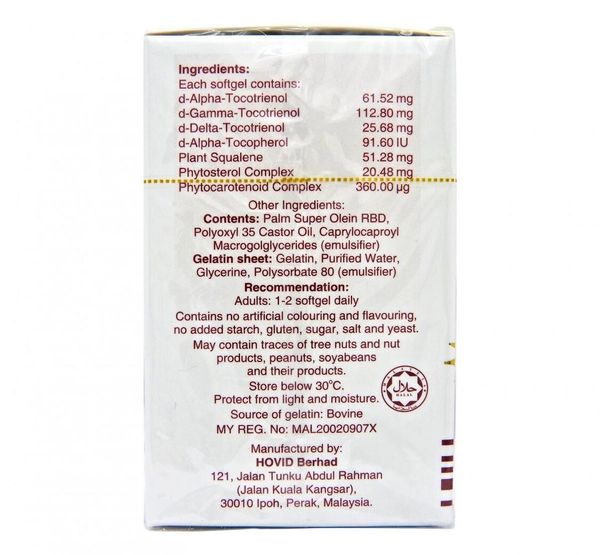 Ingredients:
Each softgel contains:
d-Alpha-Tocotrienol 61.52 mg
d-Gamma-Tocotrienol 112.80 mg
d-Delta-Tocotrienol 25.68 mg
d-Alpha-Tocopherol 91.60 IU
Plant Squalene 51.28 mg
Phytosterol Complex 20.48 mg
Phytocarotenoid Complex 360.00 µg
Other Ingredients:
Contents: Palm Super Olein RBD,
Polyoxyl 35 Castor Oil, Caprylocaproyl
Macrogolglycerides (emulsifier)
Gelatin sheet: Gelatin, Purified Water,
Glycerine, Polysorbate 80 (emulsifier)
Recommendation:
Adults: 1-2 softgel daily
Contains no artificial colouring and flavouring,
no added starch, gluten, sugar, salt and yeast.
May contain traces of tree nuts and nut
products, peanuts, soyabeans
and their products.
Store below 30°C.
Protect from light and moisture.
حلال
HALAL
Source of gelatin: Bovine
MY REG. No: MAL20020907X
Manufactured by:
HOVID Berhad
121, Jalan Tunku Abdul Rahman
(Jalan Kuala Kangsar),
30010 Ipoh, Perak, Malaysia.